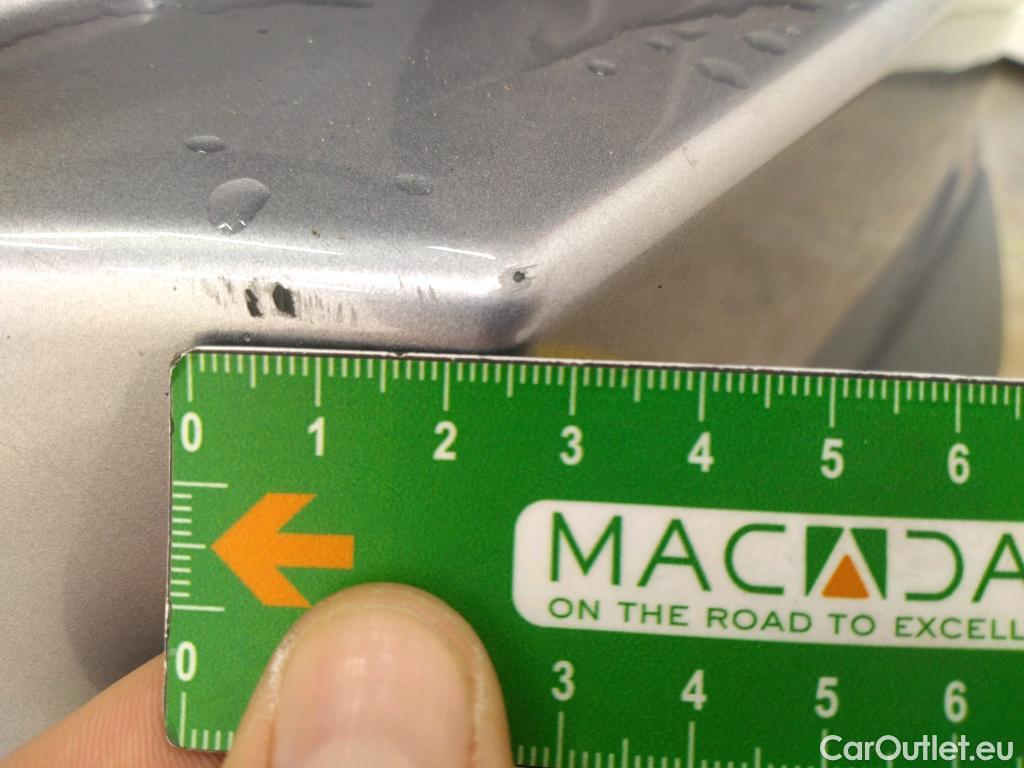 0 1 2 3 4 5 6
MACADA
ON THE ROAD TO EXCELL
0 3 4 5 6
CarOutlet.eu